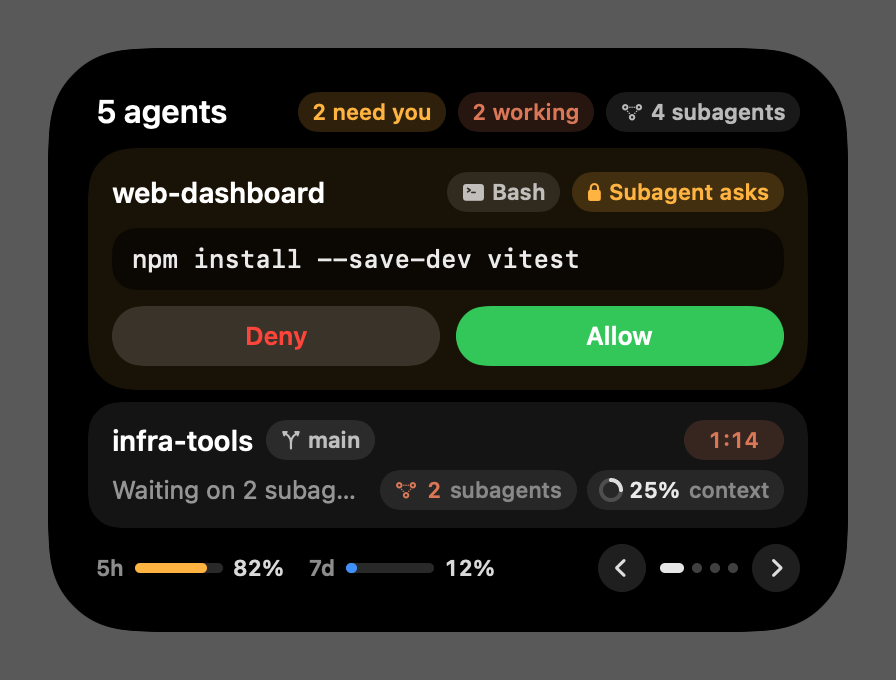 5 agents 2 need you 2 working 4 subagents
web-dashboard Bash Subagent asks
npm install --save-dev vitest
Deny Allow
infra-tools main 1:14
Waiting on 2 subag... 2 subagents 25% context
5h 82% 7d 12%